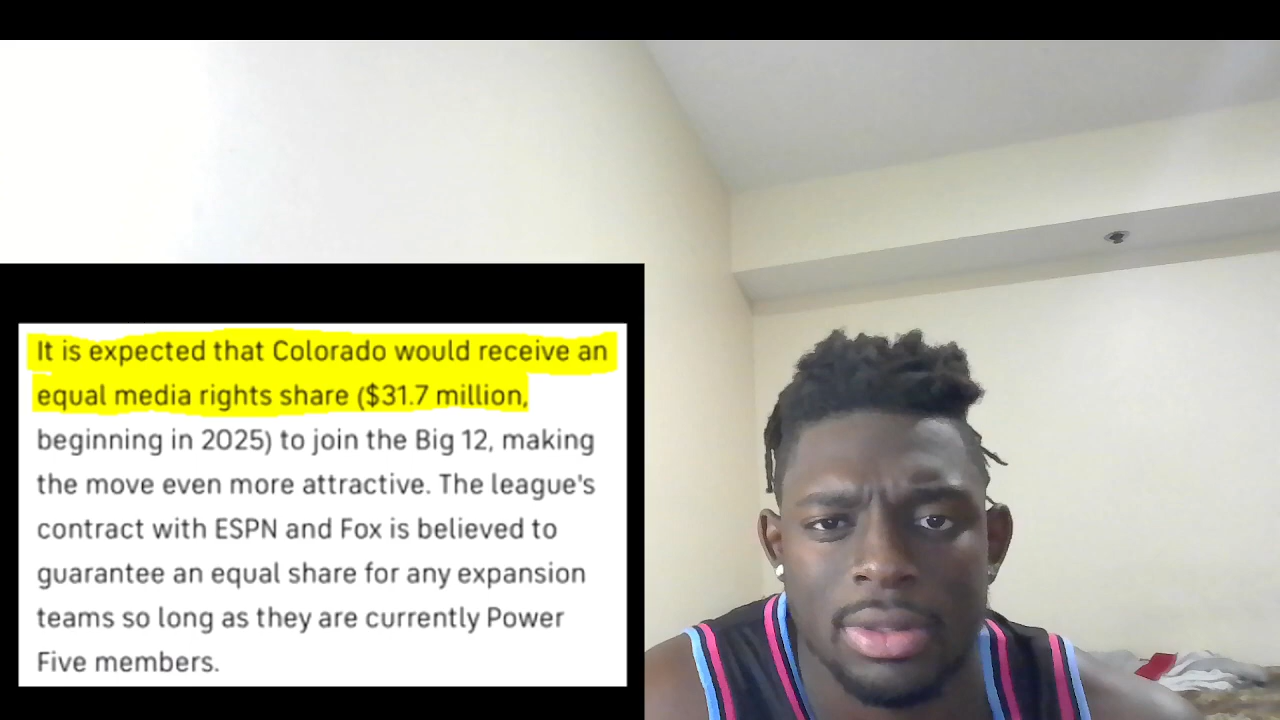 It is expected that Colorado would receive an
equal media rights share ($31.7 million,
beginning in 2025) to join the Big 12, making
the move even more attractive. The league's
contract with ESPN and Fox is believed to
guarantee an equal share for any expansion
teams so long as they are currently Power
Five members.